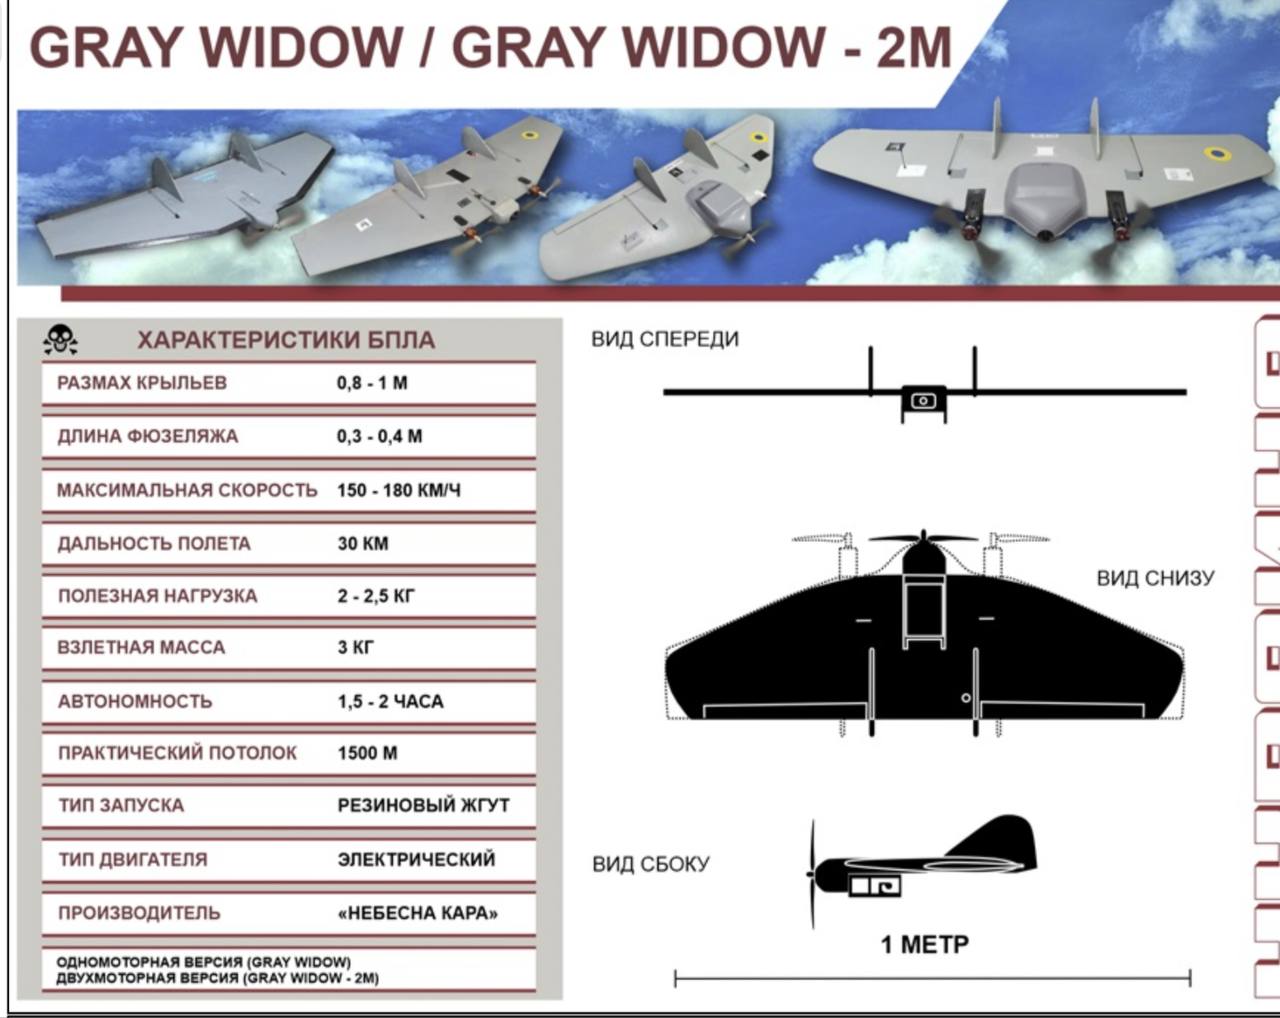 GRAY WIDOW / GRAY WIDOW - 2M
ХАРАКТЕРИСТИКИ БПЛА
РАЗМАХ КРЫЛЬЕВ 0,8 - 1 М
ДЛИНА ФЮЗЕЛЯЖА 0,3 - 0,4 М
МАКСИМАЛЬНАЯ СКОРОСТЬ 150 - 180 КМ/Ч
ДАЛЬНОСТЬ ПОЛЕТА 30 КМ
ПОЛЕЗНАЯ НАГРУЗКА 2 - 2,5 КГ
ВЗЛЕТНАЯ МАССА 3 КГ
АВТОНОМНОСТЬ 1,5 - 2 ЧАСА
ПРАКТИЧЕСКИЙ ПОТОЛОК 1500 М
ТИП ЗАПУСКА РЕЗИНОВЫЙ ЖГУТ
ТИП ДВИГАТЕЛЯ ЭЛЕКТРИЧЕСКИЙ
ПРОИЗВОДИТЕЛЬ «НЕБЕСНА КАРА»
ОДНОМОТОРНАЯ ВЕРСИЯ (GRAY WIDOW)
ДВУХМОТОРНАЯ ВЕРСИЯ (GRAY WIDOW - 2M)
ВИД СПЕРЕДИ
ВИД СНИЗУ
ВИД СБОКУ
1 МЕТР